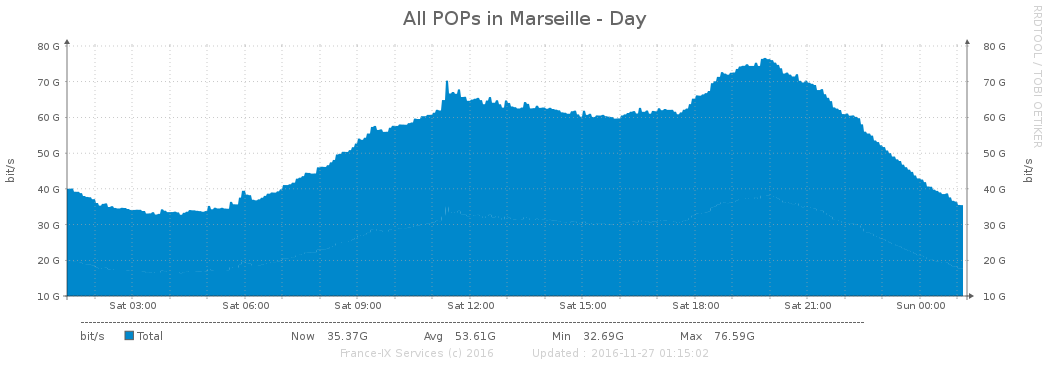 All POPs in Marseille - Day
80 G 80 G
70 G 70 G
60 G 60 G
50 G 50 G
40 G 40 G
30 G 30 G
20 G 20 G
10 G 10 G
bit/s
bit/s
RRDTOOL / TOBI OETIKER
Sat 03:00 Sat 06:00 Sat 09:00 Sat 12:00 Sat 15:00 Sat 18:00 Sat 21:00 Sun 00:00
bit/s Total Now 35.37G Avg 53.61G Min 32.69G Max 76.59G
France-IX Services (c) 2016 Updated : 2016-11-27 01:15:02